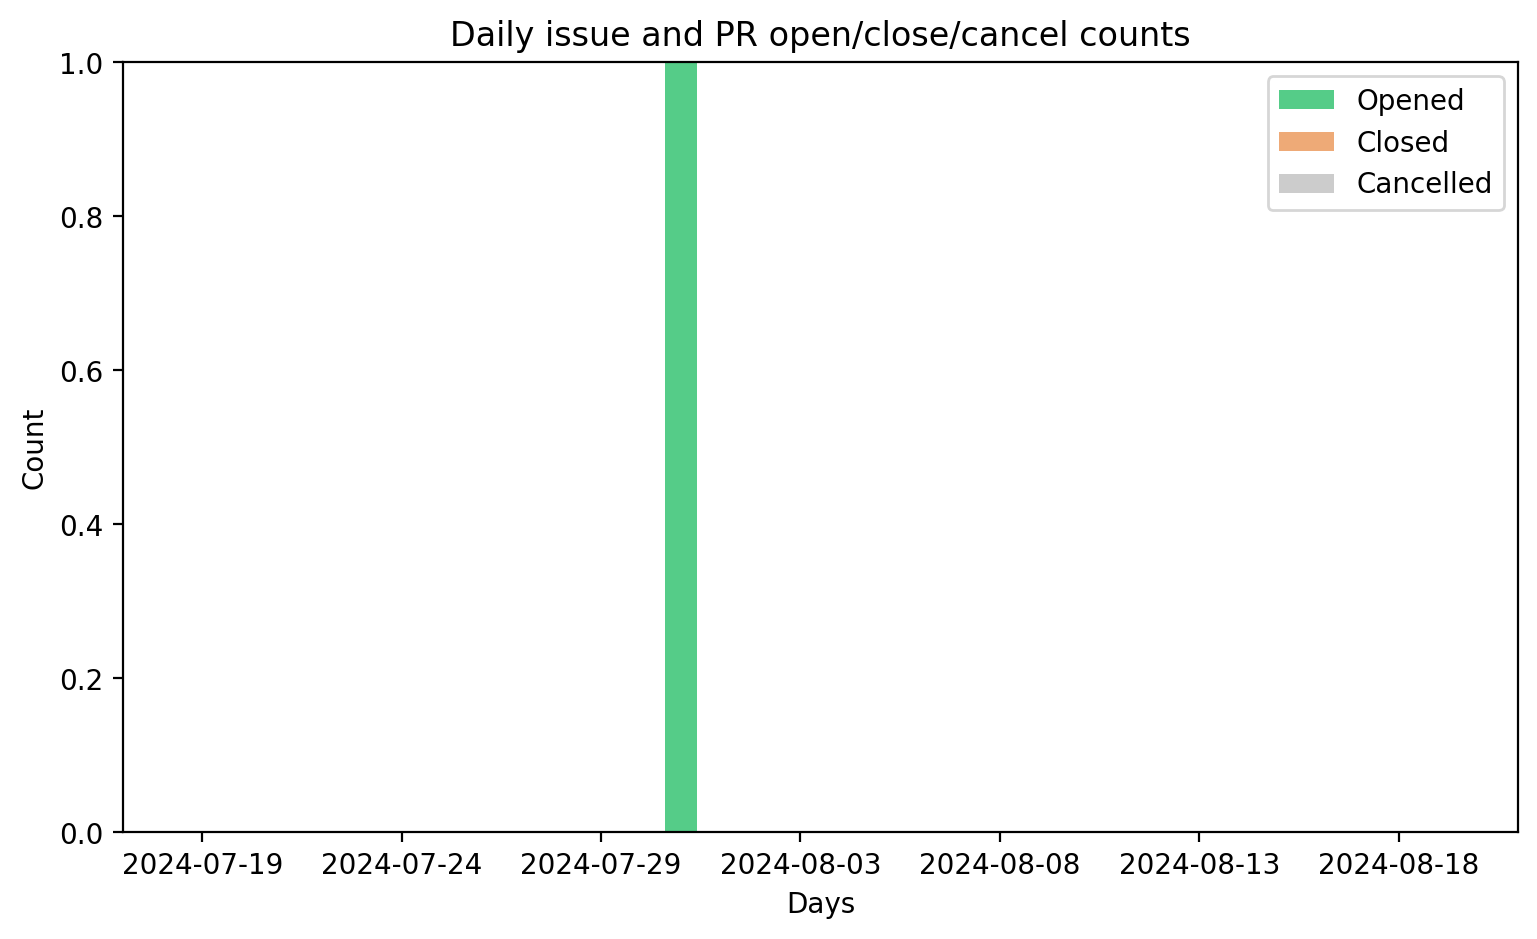 Daily issue and PR open/close/cancel counts
1.0
0.8
0.6
0.4
0.2
0.0
Count
Opened
Closed
Cancelled
2024-07-19
2024-07-24
2024-07-29
2024-08-03
2024-08-08
2024-08-13
2024-08-18
Days